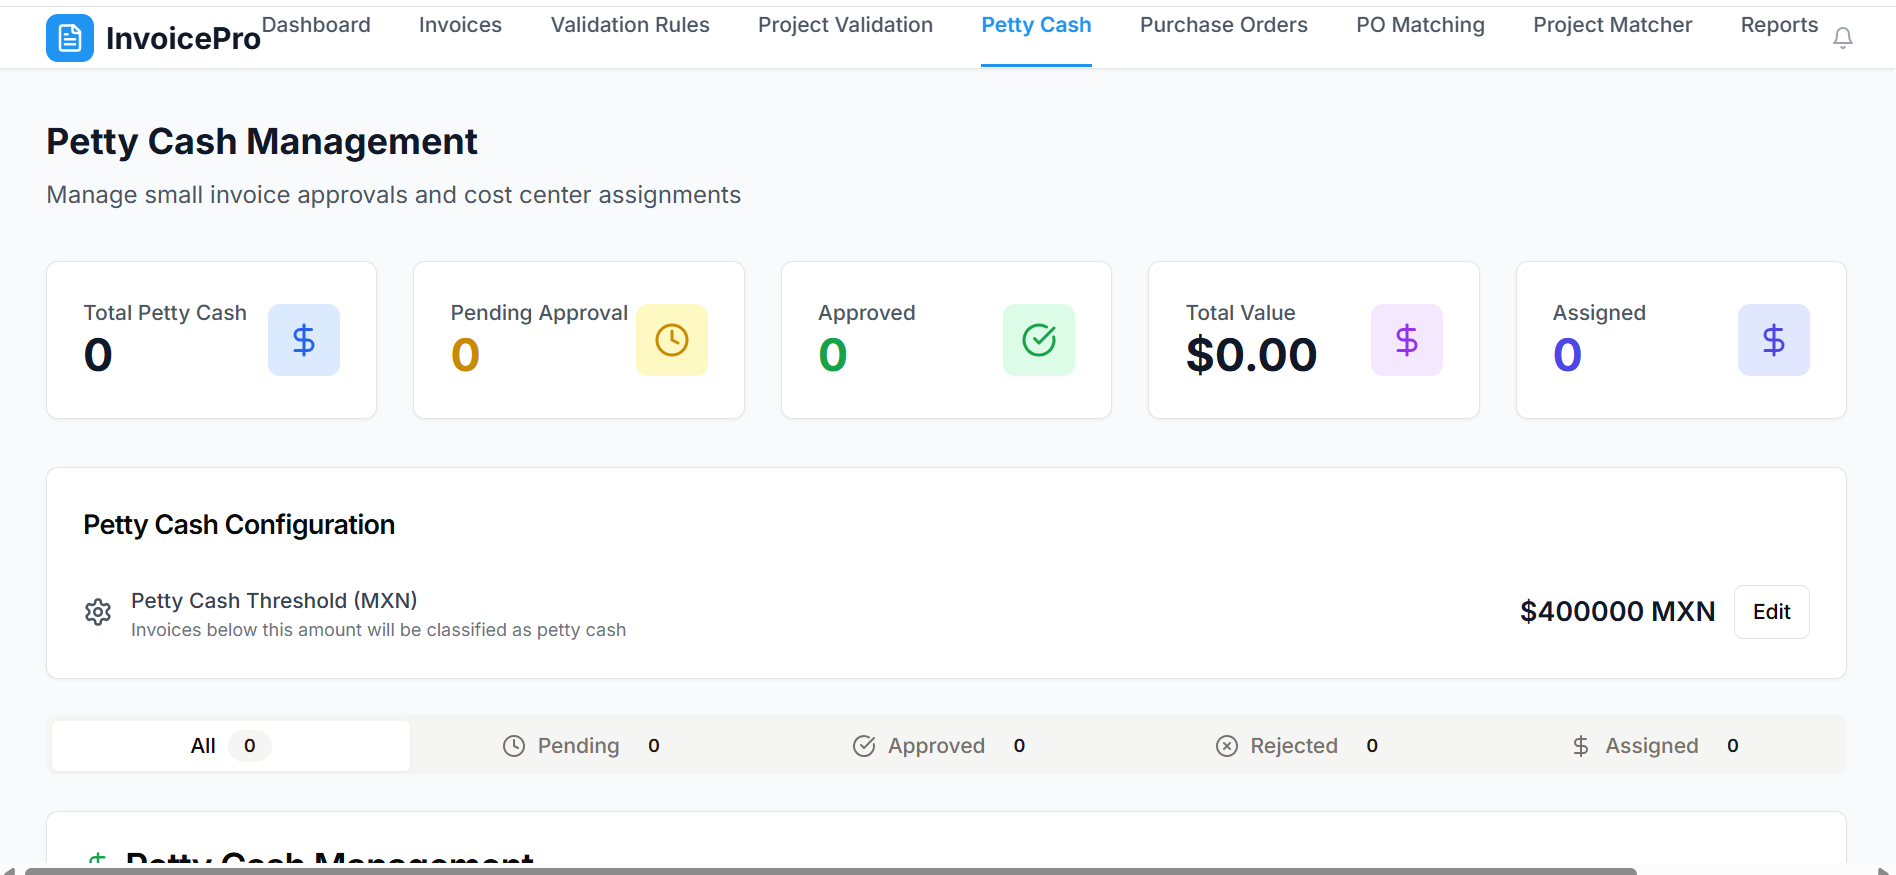 InvoicePro
Dashboard Invoices Validation Rules Project Validation Petty Cash Purchase Orders PO Matching Project Matcher Reports
Petty Cash Management
Manage small invoice approvals and cost center assignments
Total Petty Cash
0
Pending Approval
0
Approved
0
Total Value
$0.00
Assigned
0
Petty Cash Configuration
Petty Cash Threshold (MXN)
Invoices below this amount will be classified as petty cash
$400000 MXN
Edit
All 0
Pending 0
Approved 0
Rejected 0
Assigned 0
Petty Cash Management